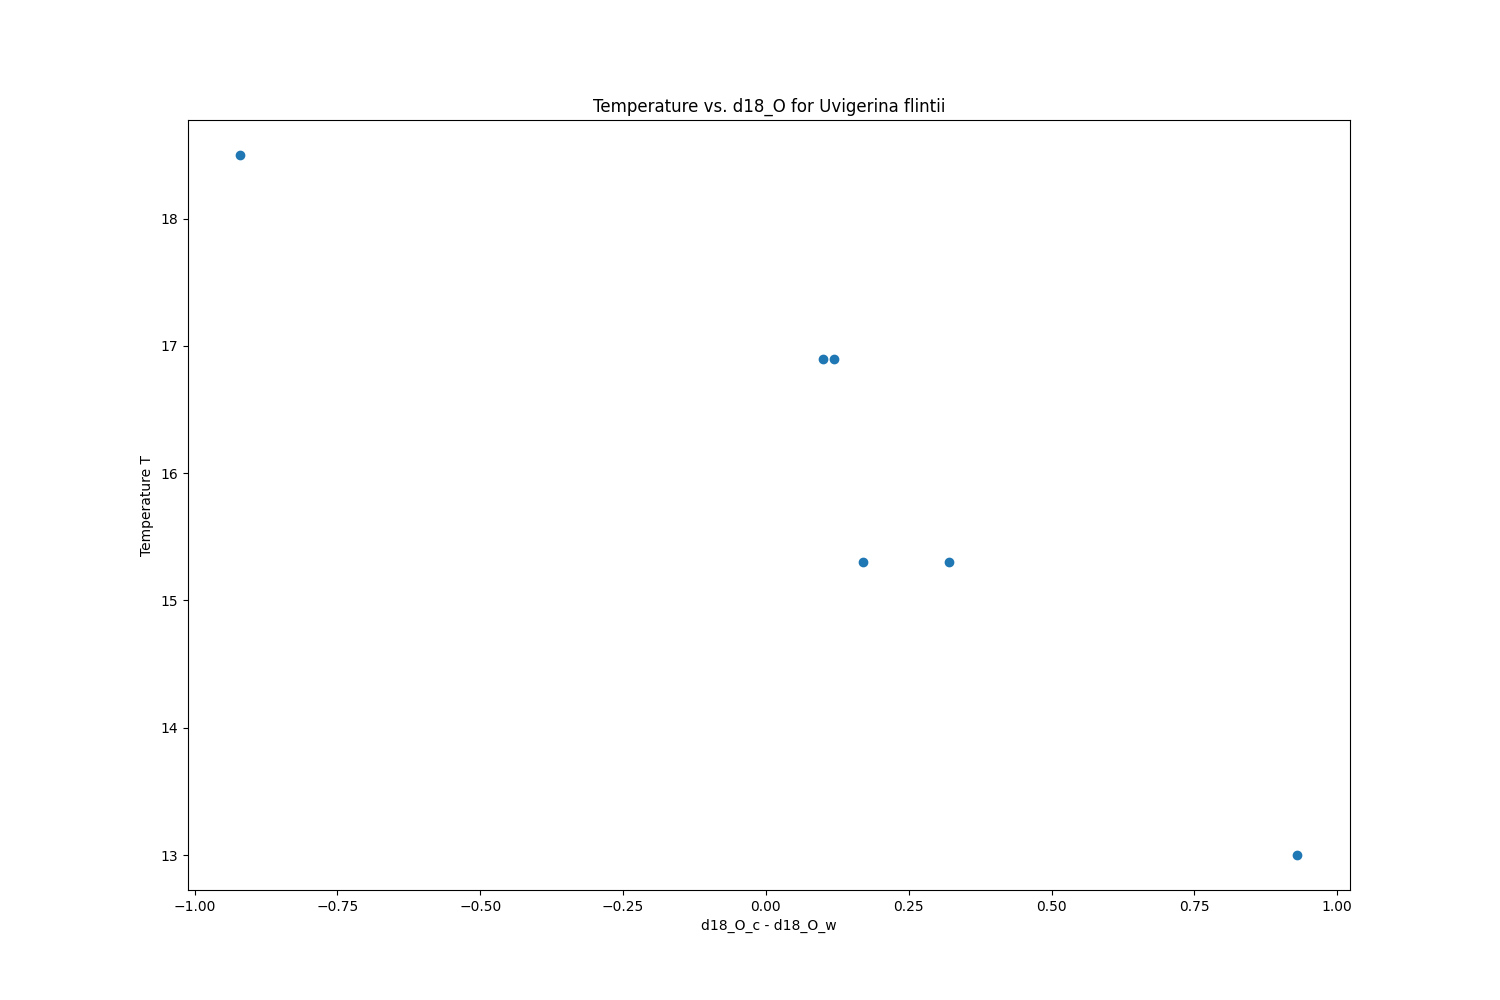 Temperature vs. d18_O for Uvigerina flintii
Temperature T
18
17
16
15
14
13
−1.00 −0.75 −0.50 −0.25 0.00 0.25 0.50 0.75 1.00
d18_O_c - d18_O_w